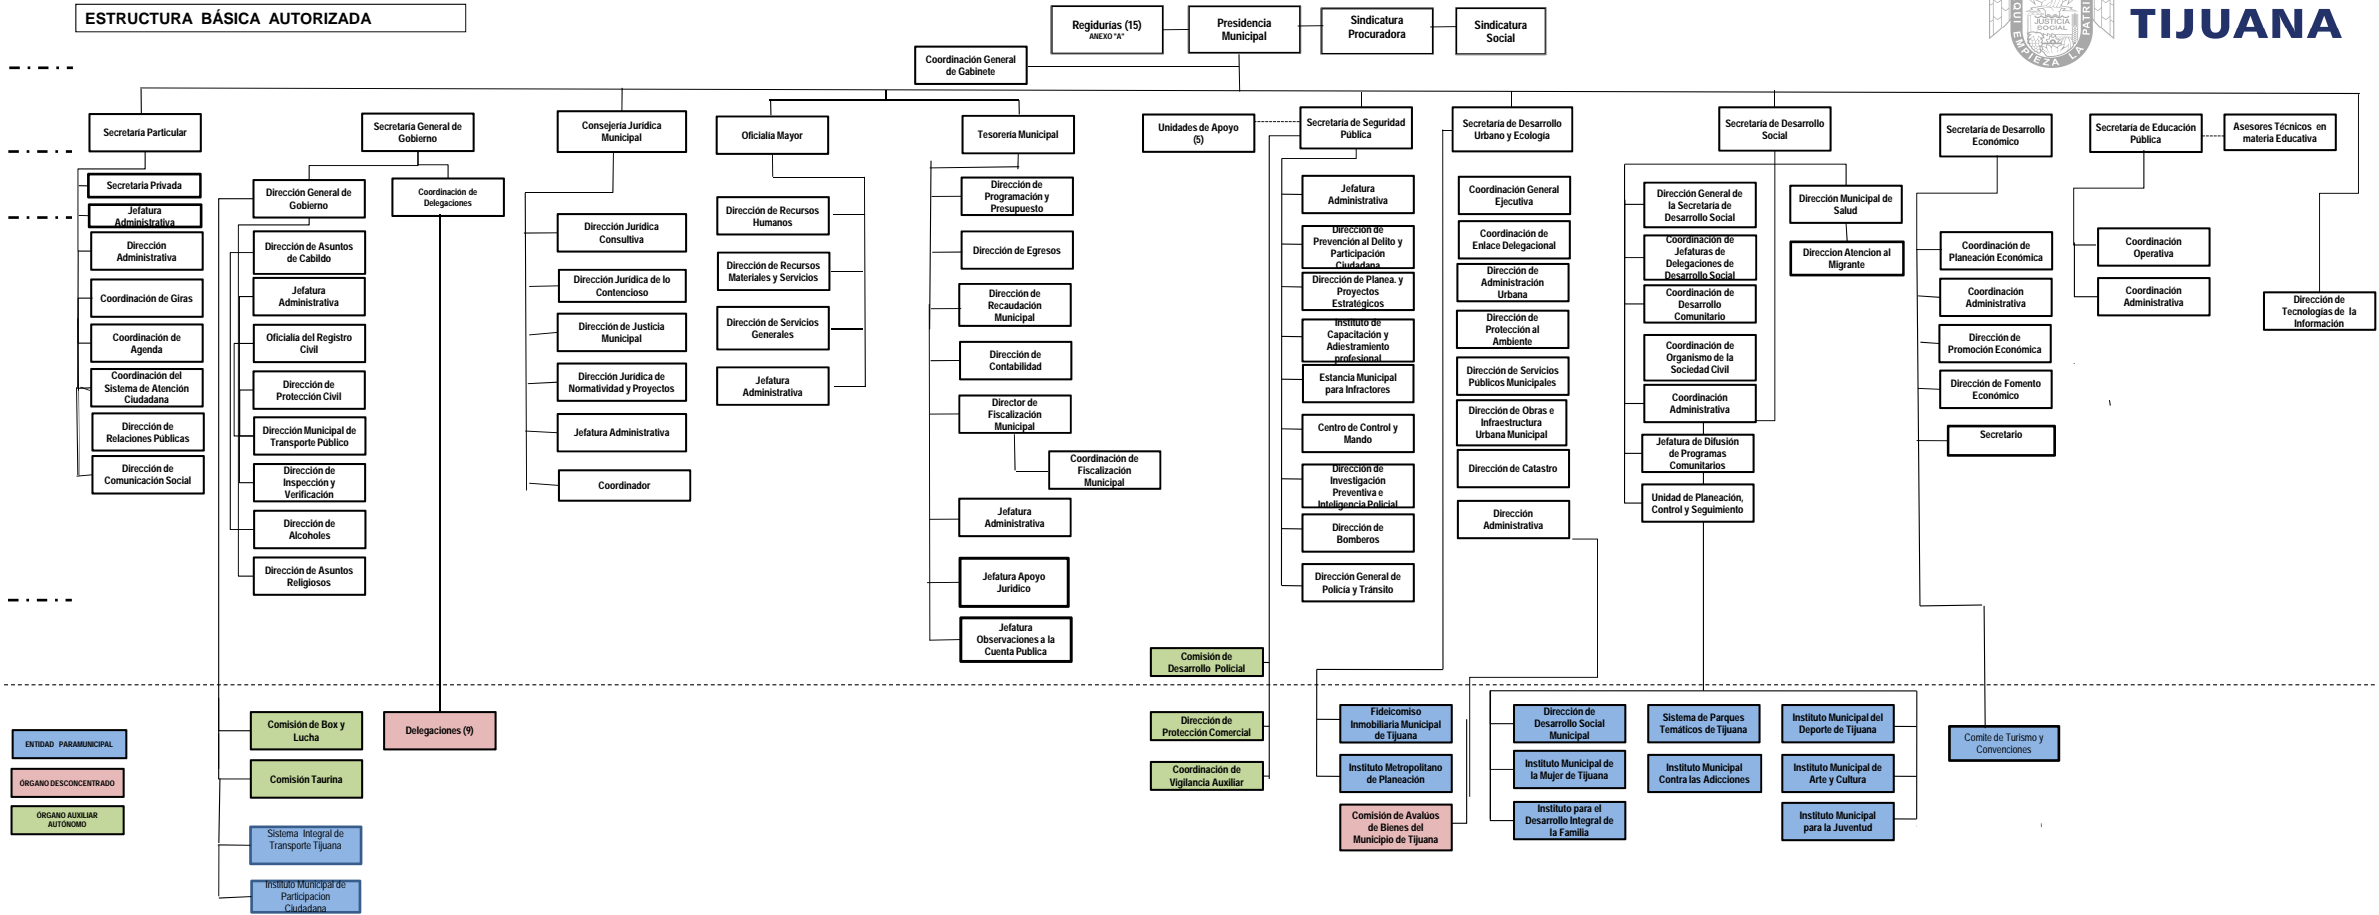 ESTRUCTURA BÁSICA AUTORIZADA
Regidurías (15)
ANEXO "A"
Presidencia
Municipal
Sindicatura
Procuradora
Sindicatura
Social
JUSTICIA
SOCIAL
EMPIEZA LA PATRI
TIJUANA
Coordinación General
de Gabinete
Secretaría Particular
Secretaria Privada
Jefatura
Administrativa
Dirección
Administrativa
Coordinación de Giras
Coordinación de
Agenda
Coordinación del
Sistema de Atención
Ciudadana
Dirección de
Relaciones Públicas
Dirección de
Comunicación Social
Secretaría General de
Gobierno
Dirección General de
Gobierno
Coordinación de
Delegaciones
Dirección de Asuntos
de Cabildo
Jefatura
Administrativa
Oficialía del Registro
Civil
Dirección de
Protección Civil
Dirección Municipal de
Transporte Público
Dirección de
Inspección y
Verificación
Dirección de
Alcoholes
Dirección de Asuntos
Religiosos
Consejería Jurídica
Municipal
Dirección Jurídica
Consultiva
Dirección Jurídica de lo
Contencioso
Dirección de Justicia
Municipal
Dirección Jurídica de
Normatividad y Proyectos
Jefatura Administrativa
Coordinador
Oficialía Mayor
Dirección de Recursos
Humanos
Dirección de Recursos
Materiales y Servicios
Dirección de Servicios
Generales
Jefatura
Administrativa
Tesorería Municipal
Dirección de
Programación y
Presupuesto
Dirección de Egresos
Dirección de
Recaudación
Municipal
Dirección de
Contabilidad
Director de
Fiscalización
Municipal
Coordinación de
Fiscalización
Municipal
Jefatura
Administrativa
Jefatura Apoyo
Jurídico
Jefatura
Observaciones a la
Cuenta Publica
Unidades de Apoyo
(5)
Secretaría de Seguridad
Pública
Jefatura
Administrativa
Dirección de
Prevención al Delito y
Participación
Ciudadana
Dirección de Planea. y
Proyectos
Estratégicos
Instituto de
Capacitación y
Adiestramiento
profesional
Estancia Municipal
para Infractores
Centro de Control y
Mando
Dirección de
Investigación
Preventiva e
Inteligencia Policial
Dirección de
Bomberos
Dirección General de
Policía y Tránsito
Secretaría de Desarrollo
Urbano y Ecología
Coordinación General
Ejecutiva
Coordinación de
Enlace Delegacional
Dirección de
Administración
Urbana
Dirección de
Protección al
Ambiente
Dirección de Servicios
Públicos Municipales
Dirección de Obras e
Infraestructura
Urbana Municipal
Dirección de Catastro
Dirección
Administrativa
Secretaría de Desarrollo
Social
Dirección General de
la Secretaría de
Desarrollo Social
Coordinación de
Jefaturas de
Delegaciones de
Desarrollo Social
Coordinación de
Desarrollo
Comunitario
Coordinación de
Organismo de la
Sociedad Civil
Coordinación
Administrativa
Jefatura de Difusión
de Programas
Comunitarios
Unidad de Planeación,
Control y Seguimiento
Dirección Municipal de
Salud
Direccion Atencion al
Migrante
Secretaría de Desarrollo
Económico
Coordinación de
Planeación Económica
Coordinación
Administrativa
Dirección de
Promoción Económica
Dirección de Fomento
Económico
Secretario
Secretaría de Educación
Pública
Asesores Técnicos en
materia Educativa
Coordinación
Operativa
Coordinación
Administrativa
Dirección de
Tecnologías de la
Información
Comisión de
Desarrollo Policial
Dirección de
Protección Comercial
Coordinación de
Vigilancia Auxiliar
ENTIDAD PARAMUNICIPAL
ÓRGANO DESCONCENTRADO
ÓRGANO AUXILIAR
AUTÓNOMO
Comisión de Box y
Lucha
Comisión Taurina
Sistema Integral de
Transporte Tijuana
Instituto Municipal de
Participacion
Ciudadana
Delegaciones (9)
Fideicomiso
Inmobiliaria Municipal
de Tijuana
Instituto Metropolitano
de Planeación
Comisión de Avalúos
de Bienes del
Municipio de Tijuana
Dirección de
Desarrollo Social
Municipal
Instituto Municipal de
la Mujer de Tijuana
Instituto para el
Desarrollo Integral de
la Familia
Sistema de Parques
Temáticos de Tijuana
Instituto Municipal
Contra las Adicciones
Instituto Municipal del
Deporte de Tijuana
Instituto Municipal de
Arte y Cultura
Instituto Municipal
para la Juventud
Comite de Turismo y
Convenciones